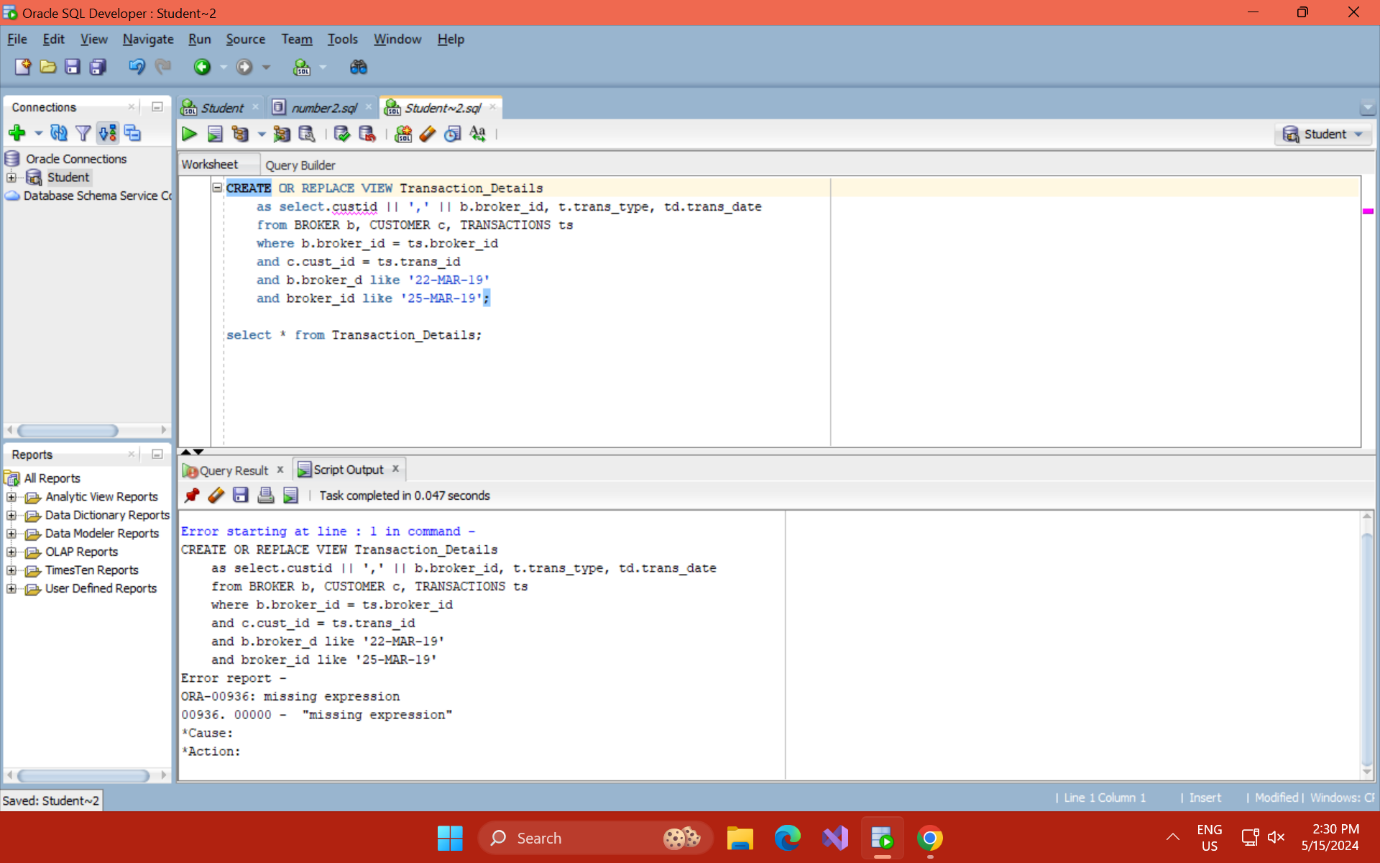 Oracle SQL Developer : Student~2
File Edit View Navigate Run Source Team Tools Window Help
Connections
Oracle Connections
Student
Database Schema Service Co
Student number2.sql Student~2.sql
Student
Worksheet Query Builder
CREATE OR REPLACE VIEW Transaction_Details
as select.custid || ',' || b.broker_id, t.trans_type, td.trans_date
from BROKER b, CUSTOMER c, TRANSACTIONS ts
where b.broker_id = ts.broker_id
and c.cust_id = ts.trans_id
and b.broker_d like '22-MAR-19'
and broker_id like '25-MAR-19';
select * from Transaction_Details;
Reports
All Reports
Analytic View Reports
Data Dictionary Reports
Data Modeler Reports
OLAP Reports
TimesTen Reports
User Defined Reports
Query Result x Script Output x
Task completed in 0.047 seconds
Error starting at line : 1 in command -
CREATE OR REPLACE VIEW Transaction_Details
as select.custid || ',' || b.broker_id, t.trans_type, td.trans_date
from BROKER b, CUSTOMER c, TRANSACTIONS ts
where b.broker_id = ts.broker_id
and c.cust_id = ts.trans_id
and b.broker_d like '22-MAR-19'
and broker_id like '25-MAR-19'
Error report -
ORA-00936: missing expression
00936. 00000 - "missing expression"
*Cause:
*Action:
Saved: Student~2
| Line 1 Column 1 | Insert | Modified | Windows: CF
Search
ENG
US
2:30 PM
5/15/2024